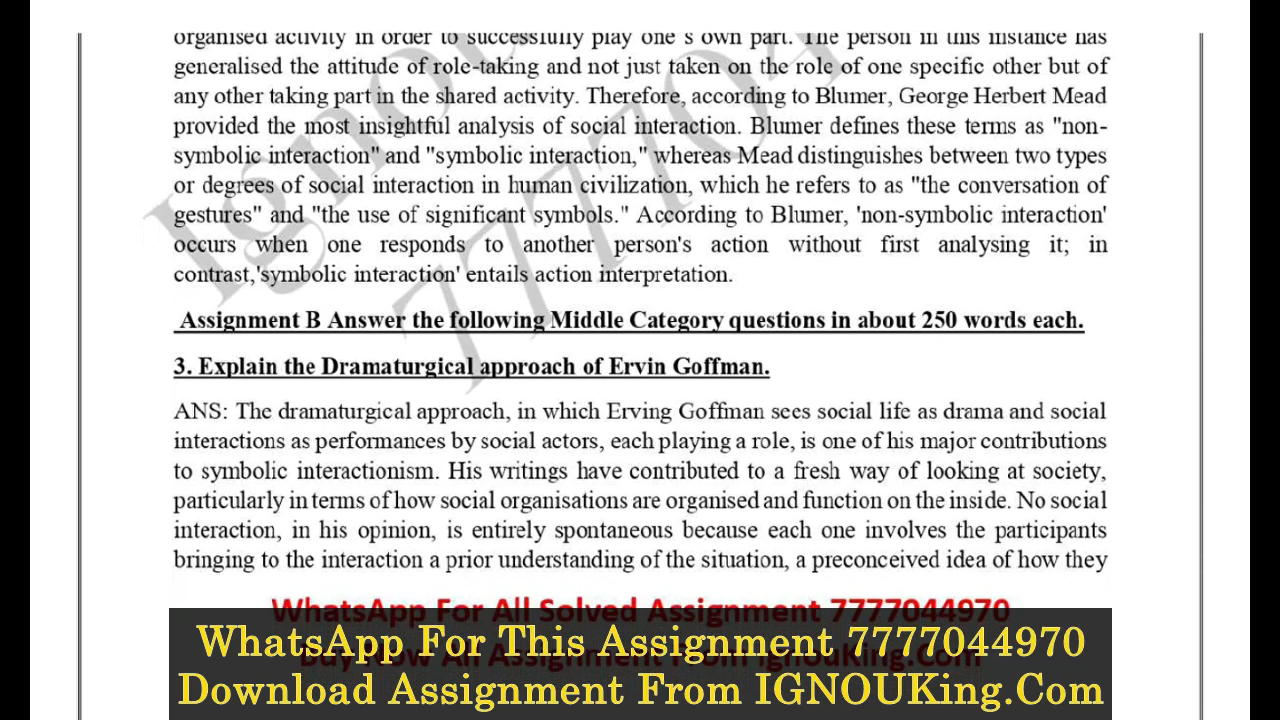 organised activity in order to successfully play one's own part. The person in this instance has
generalised the attitude of role-taking and not just taken on the role of one specific other but of
any other taking part in the shared activity. Therefore, according to Blumer, George Herbert Mead
provided the most insightful analysis of social interaction. Blumer defines these terms as "non-
symbolic interaction" and "symbolic interaction," whereas Mead distinguishes between two types
or degrees of social interaction in human civilization, which he refers to as "the conversation of
gestures" and "the use of significant symbols." According to Blumer, 'non-symbolic interaction'
occurs when one responds to another person's action without first analysing it; in
contrast,'symbolic interaction' entails action interpretation.
Assignment B Answer the following Middle Category questions in about 250 words each.
3. Explain the Dramaturgical approach of Ervin Goffman.
ANS: The dramaturgical approach, in which Erving Goffman sees social life as drama and social
interactions as performances by social actors, each playing a role, is one of his major contributions
to symbolic interactionism. His writings have contributed to a fresh way of looking at society,
particularly in terms of how social organisations are organised and function on the inside. No social
interaction, in his opinion, is entirely spontaneous because each one involves the participants
bringing to the interaction a prior understanding of the situation, a preconceived idea of how they
WhatsApp For All Solved Assignment 7777044970
WhatsApp For This Assignment 7777044970
Buy Now All Assignment From IgnouKing.Com
Download Assignment From IGNOUKing.Com
Ignou
77704